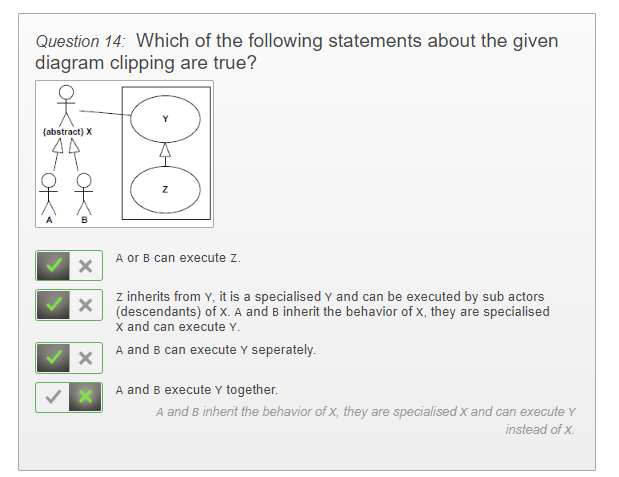 Question 14: Which of the following statements about the given
diagram clipping are true?
Y
{abstract} X
Z
A B
A or B can execute Z.
Z inherits from Y, it is a specialised Y and can be executed by sub actors
(descendants) of X. A and B inherit the behavior of X, they are specialised
X and can execute Y.
A and B can execute Y seperately.
A and B execute Y together.
A and B inherit the behavior of X, they are specialised X and can execute Y
instead of X.